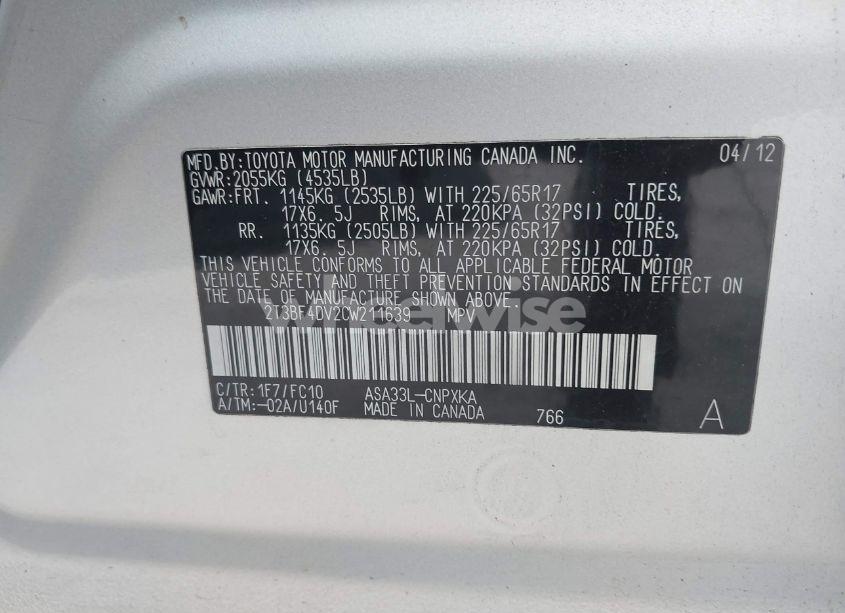 MFD.BY:TOYOTA MOTOR MANUFACTURING CANADA INC. 04/12
GVWR:2055KG (4535LB)
GAWR:FRT. 1145KG (2535LB) WITH 225/65R17 TIRES,
17X6.5J RIMS, AT 220KPA (32PSI) COLD.
RR. 1135KG (2505LB) WITH 225/65R17 TIRES,
17X6.5J RIMS, AT 220KPA (32PSI) COLD.
THIS VEHICLE CONFORMS TO ALL APPLICABLE FEDERAL MOTOR
VEHICLE SAFETY AND THEFT PREVENTION STANDARDS IN EFFECT ON
THE DATE OF MANUFACTURE SHOWN ABOVE.
2T3BF4DV2CW211639 MPV
wheelwise
C/TR:1F7/FC10 ASA33L-CNPXKA
A/TM:-02A/U140F MADE IN CANADA 766 A